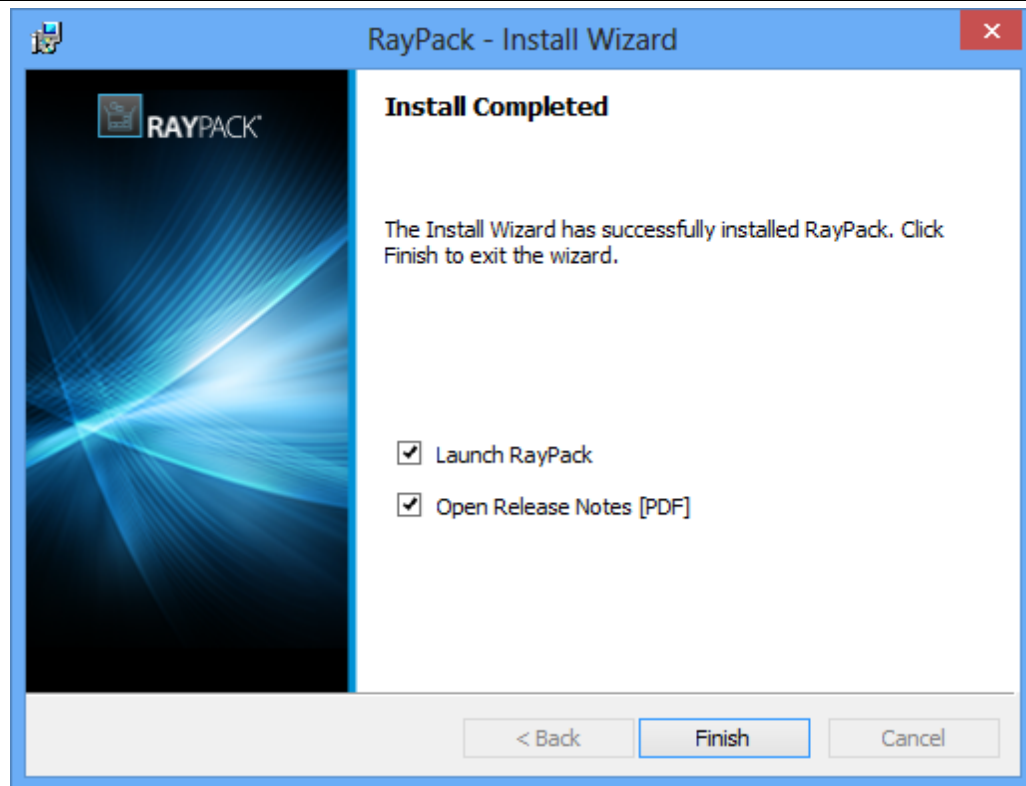 RayPack - Install Wizard
RAYPACK
Install Completed
The Install Wizard has successfully installed RayPack. Click
Finish to exit the wizard.
Launch RayPack
Open Release Notes [PDF]
< Back
Finish
Cancel